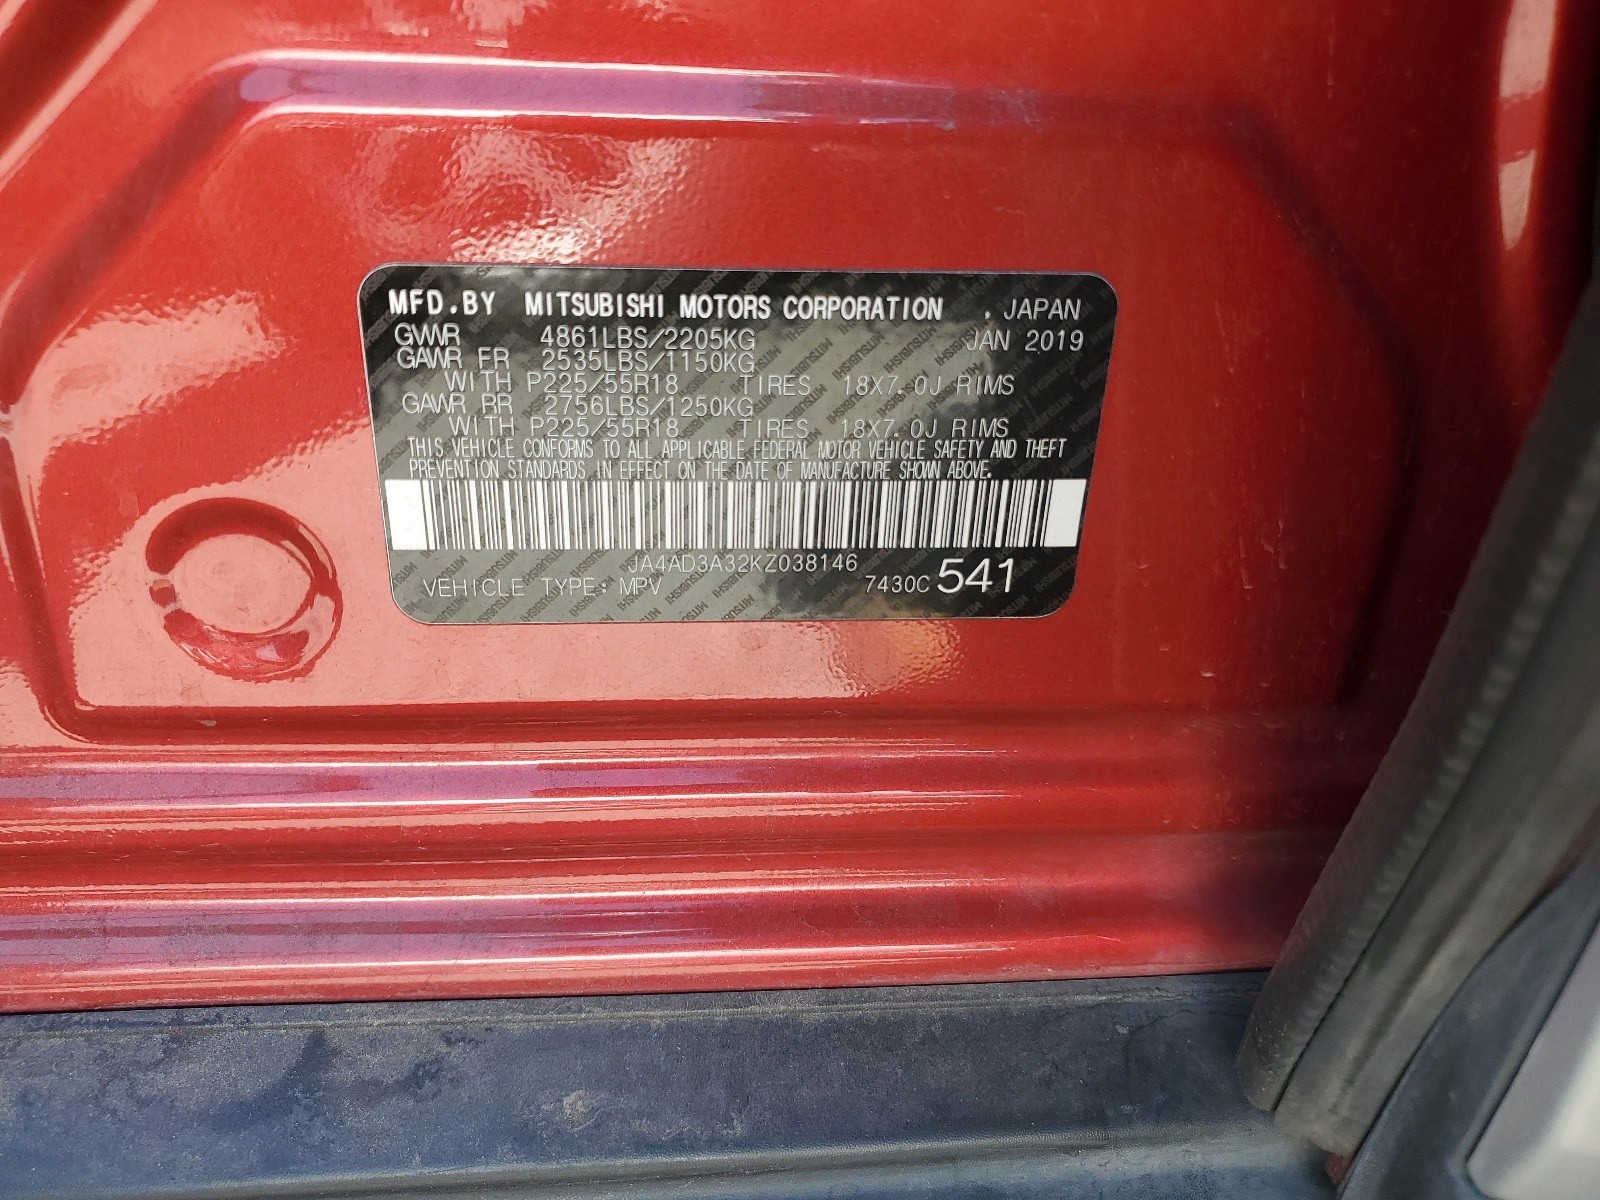 MFD.BY MITSUBISHI MOTORS CORPORATION . JAPAN
GVWR 4861LBS/2205KG JAN 2019
GAWR FR 2535LBS/1150KG
WITH P225/55R18 TIRES 18X7.0J RIMS
GAWR RR 2756LBS/1250KG
WITH P225/55R18 TIRES 18X7.0J RIMS
THIS VEHICLE CONFORMS TO ALL APPLICABLE FEDERAL MOTOR VEHICLE SAFETY AND THEFT
PREVENTION STANDARDS IN EFFECT ON THE DATE OF MANUFACTURE SHOWN ABOVE.
JA4AD3A32KZ038146
VEHICLE TYPE: MPV 7430C 541